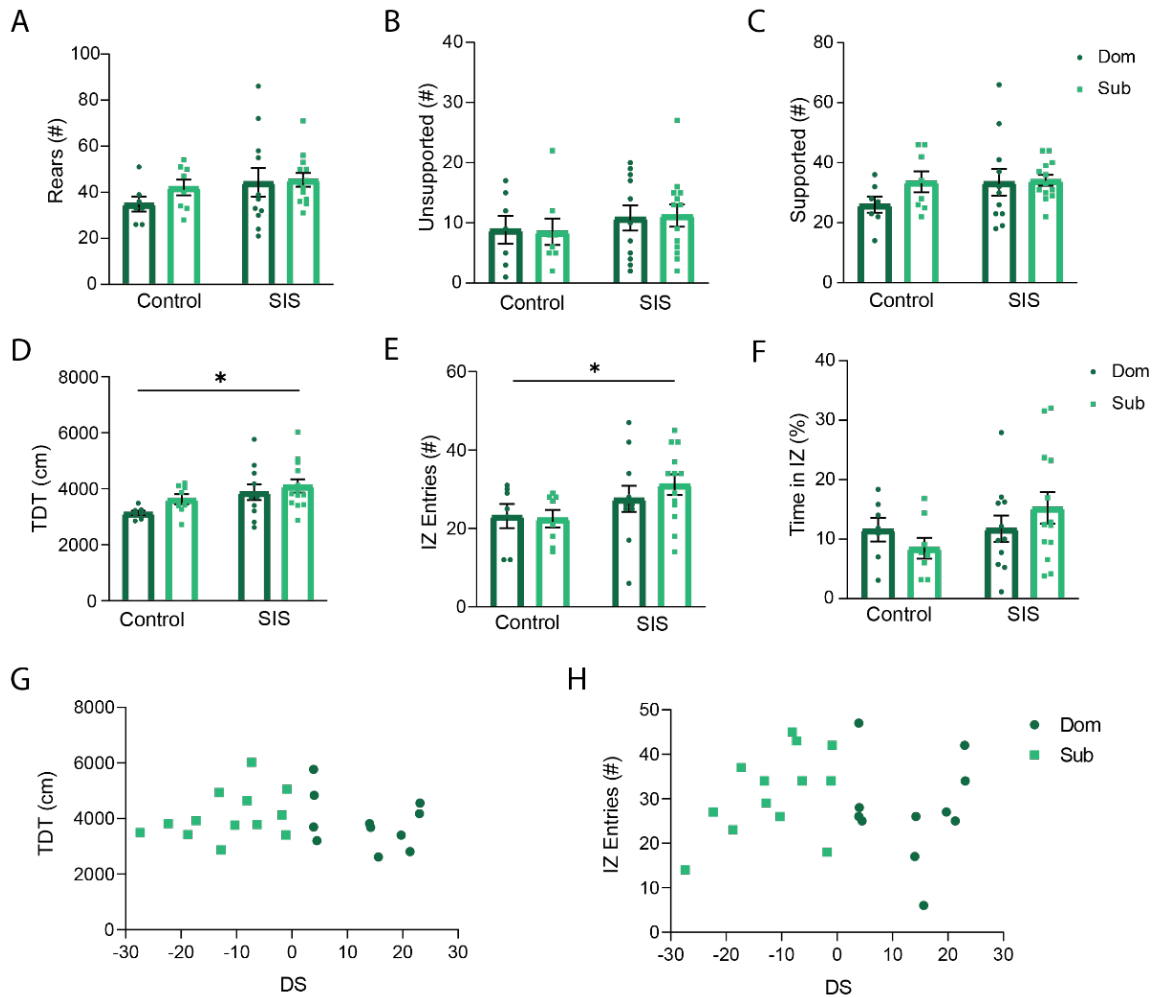 A
B
C
Rears (#)
100
80
60
40
20
0
Control
SIS
Unsupported (#)
40
30
20
10
0
Control
SIS
Supported (#)
80
60
40
20
0
Control
SIS
Dom
Sub
D
E
F
TDT (cm)
8000
6000
4000
2000
0
*
Control
SIS
IZ Entries (#)
60
40
20
0
*
Control
SIS
Time in IZ (%)
40
30
20
10
0
Control
SIS
Dom
Sub
G
H
TDT (cm)
8000
6000
4000
2000
0
-30 -20 -10 0 10 20 30
DS
IZ Entries (#)
50
40
30
20
10
0
-30 -20 -10 0 10 20 30
DS
Dom
Sub